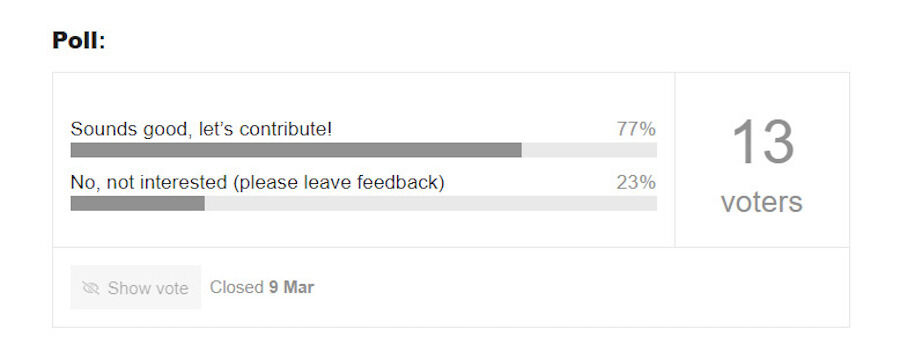 Poll:
Sounds good, let’s contribute! 77%
No, not interested (please leave feedback) 23%
13
voters
Show vote Closed 9 Mar